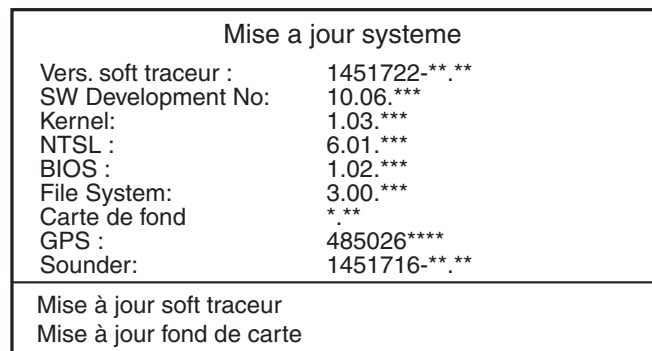 Mise a jour systeme
Vers. soft traceur : 1451722-**.**
SW Development No: 10.06.***
Kernel: 1.03.***
NTSL : 6.01.***
BIOS : 1.02.***
File System: 3.00.***
Carte de fond *.**
GPS : 485026****
Sounder: 1451716-**.**
Mise à jour soft traceur
Mise à jour fond de carte